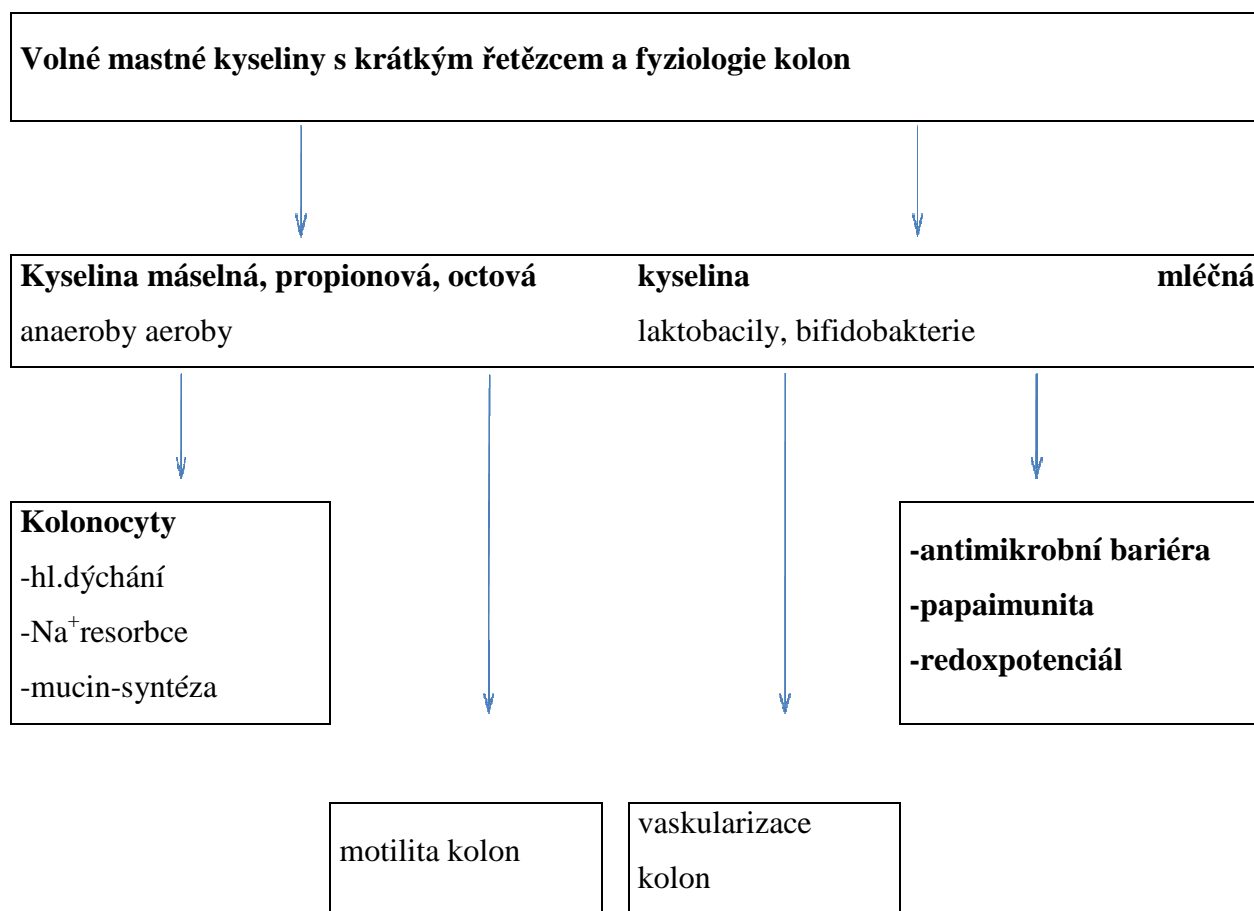 Volné mastné kyseliny s krátkým řetězcem a fyziologie kolon
Kyselina máselná, propionová, octová kyselina mléčná
anaeroby aeroby laktobacily, bifidobakterie
Kolonocyty
-hl.dýchání
-Na+resorbce
-mucin-syntéza
-antimikrobní bariéra
-papaimunita
-redoxpotenciál
motilita kolon
vaskularizace
kolon